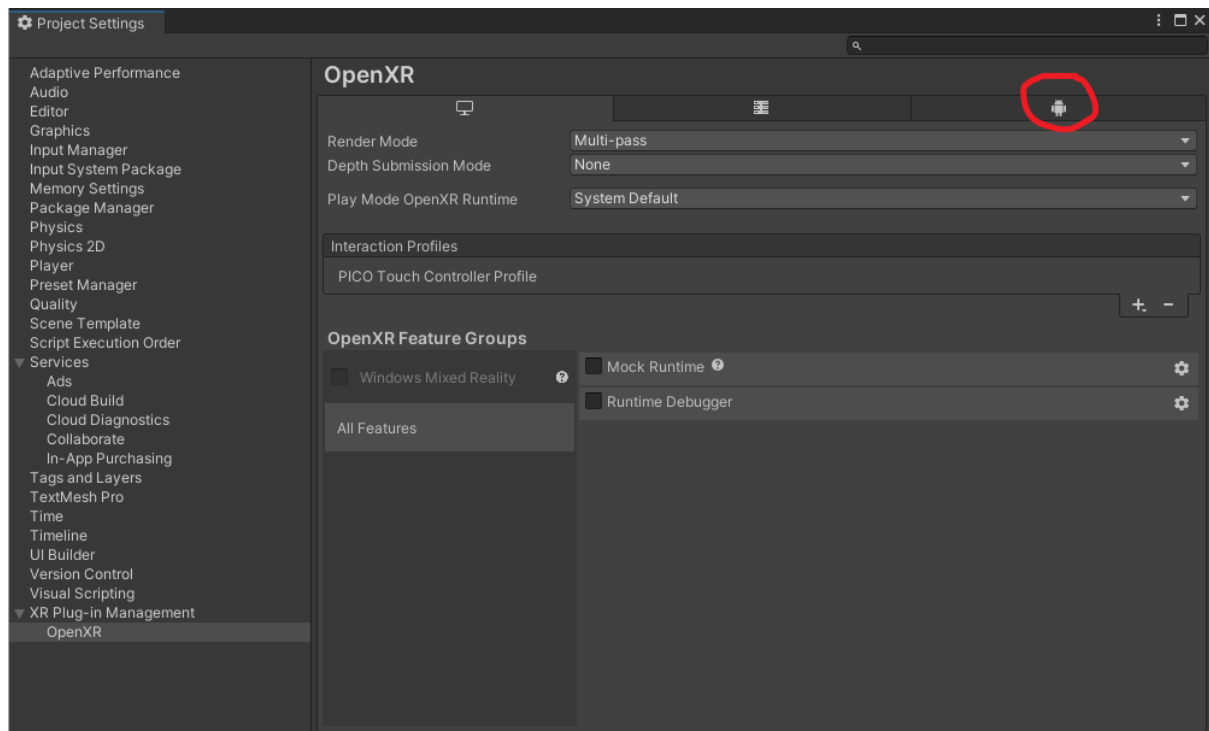 Project Settings
Adaptive Performance
Audio
Editor
Graphics
Input Manager
Input System Package
Memory Settings
Package Manager
Physics
Physics 2D
Player
Preset Manager
Quality
Scene Template
Script Execution Order
Services
Ads
Cloud Build
Cloud Diagnostics
Collaborate
In-App Purchasing
Tags and Layers
TextMesh Pro
Time
Timeline
UI Builder
Version Control
Visual Scripting
XR Plug-in Management
OpenXR
OpenXR
Render Mode Multi-pass
Depth Submission Mode None
Play Mode OpenXR Runtime System Default
Interaction Profiles
PICO Touch Controller Profile
OpenXR Feature Groups
Windows Mixed Reality
All Features
Mock Runtime
Runtime Debugger